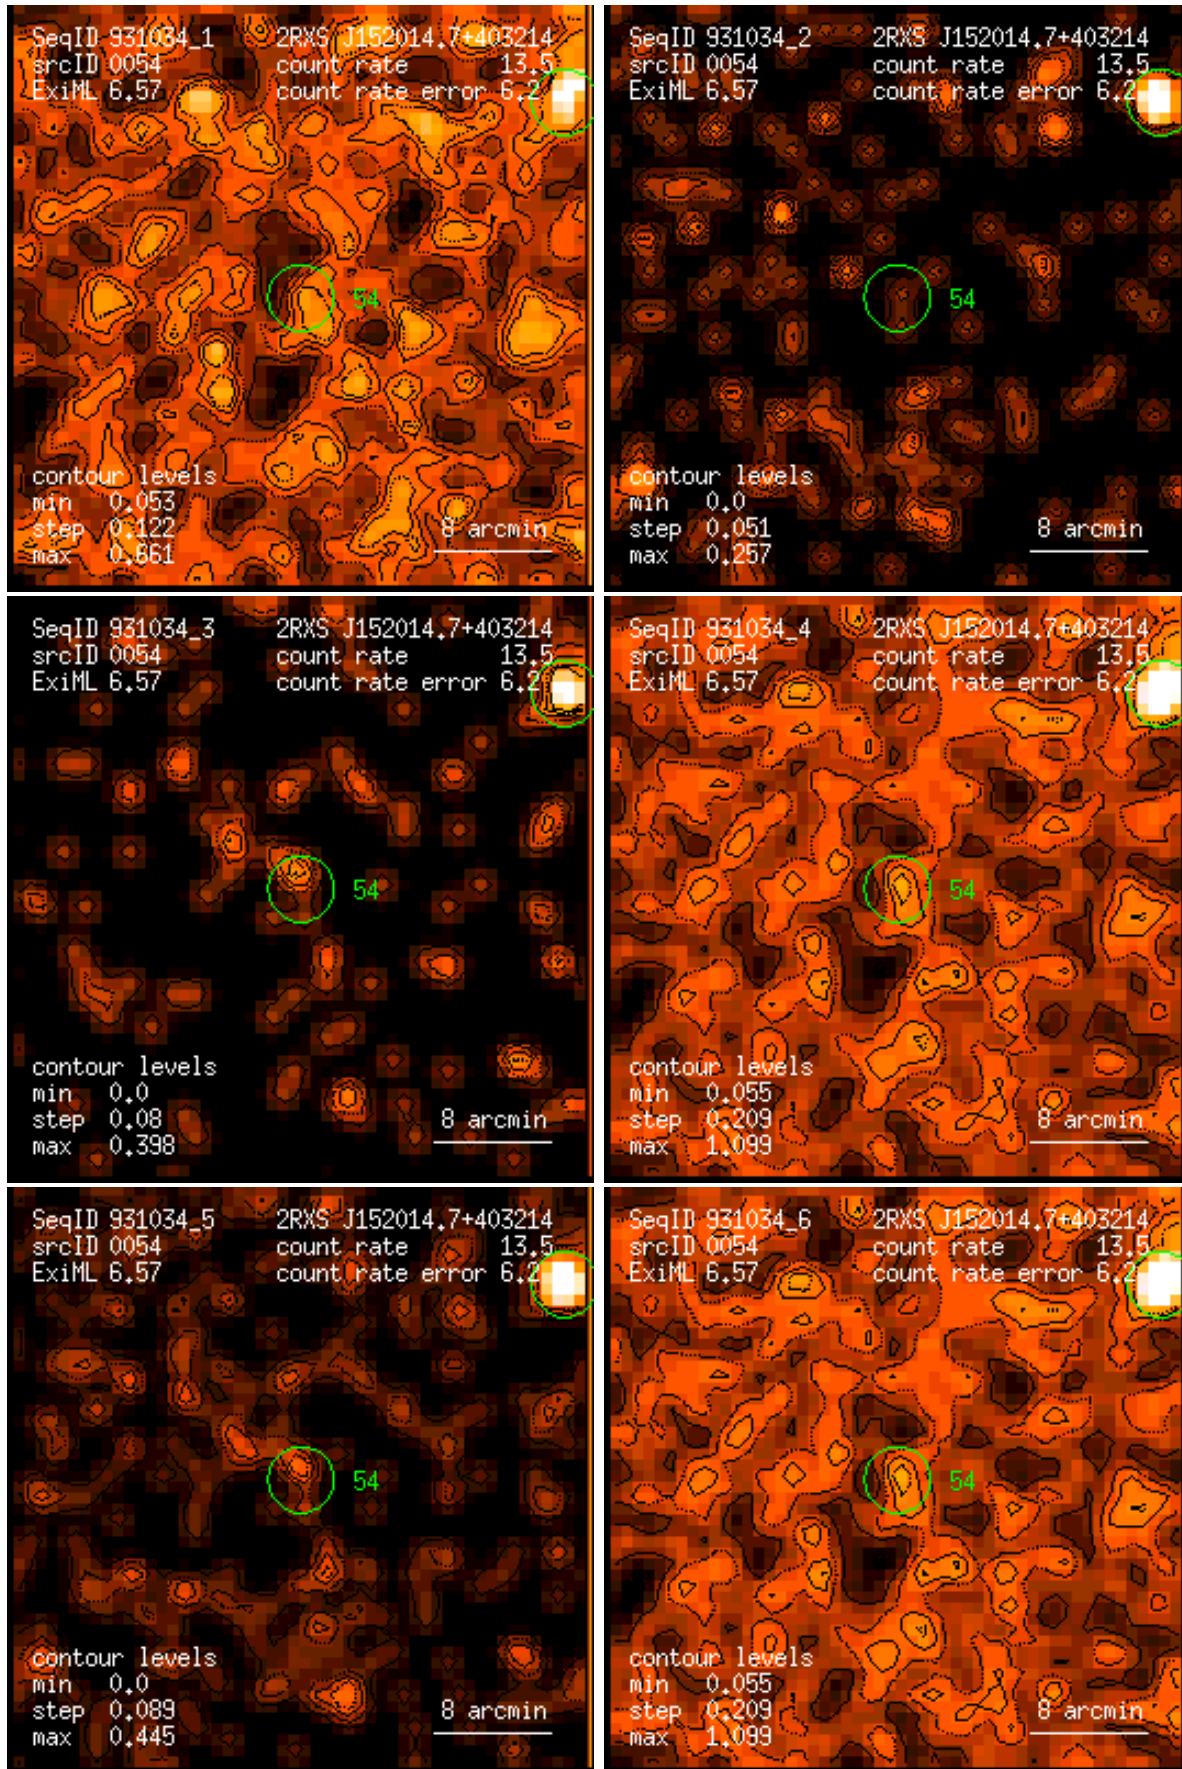 SeqID 931034_1 2RXS J152014.7+403214
srcID 0054 count rate 13.5
ExiML 6.57 count rate error 6.2
54
contour levels
min 0.053
step 0.122 8 arcmin
max 0.661
SeqID 931034_2 2RXS J152014.7+403214
srcID 0054 count rate 13.5
ExiML 6.57 count rate error 6.2
54
contour levels
min 0.0
step 0.051 8 arcmin
max 0.257
SeqID 931034_3 2RXS J152014.7+403214
srcID 0054 count rate 13.5
ExiML 6.57 count rate error 6.2
54
contour levels
min 0.0
step 0.08 8 arcmin
max 0.398
SeqID 931034_4 2RXS J152014.7+403214
srcID 0054 count rate 13.5
ExiML 6.57 count rate error 6.2
54
contour levels
min 0.055
step 0.209 8 arcmin
max 1.099
SeqID 931034_5 2RXS J152014.7+403214
srcID 0054 count rate 13.5
ExiML 6.57 count rate error 6.2
54
contour levels
min 0.0
step 0.089 8 arcmin
max 0.445
SeqID 931034_6 2RXS J152014.7+403214
srcID 0054 count rate 13.5
ExiML 6.57 count rate error 6.2
54
contour levels
min 0.055
step 0.209 8 arcmin
max 1.099